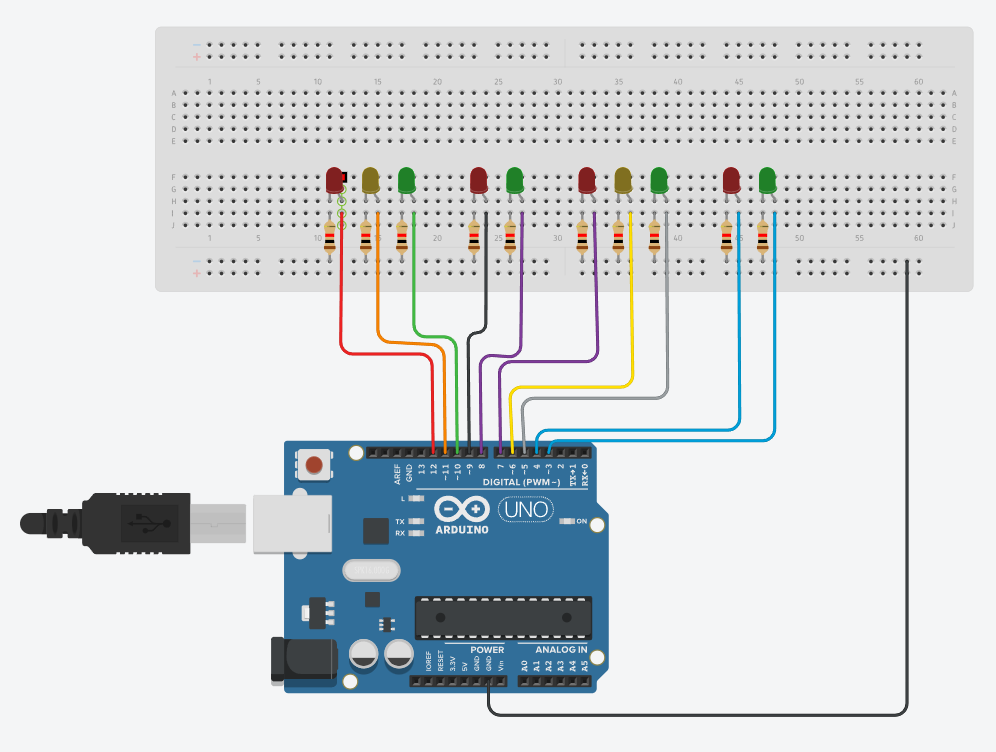 − 
+
1 5 10 15 20 25 30 35 40 45 50 55 60
A A
B B
C C
D D
E E
F F
G G
H H
I I
J J
1 5 10 15 20 25 30 35 40 45 50 55 60
−
+
AREF GND 13 12 ~11 ~10 ~9 8 7 ~6 ~5 4 ~3 2 TX→1 RX←0
DIGITAL (PWM~)
L
TX
RX
ARDUINO
UNO
ON
POWER ANALOG IN
IOREF RESET 3.3V 5V GND GND Vin A0 A1 A2 A3 A4 A5